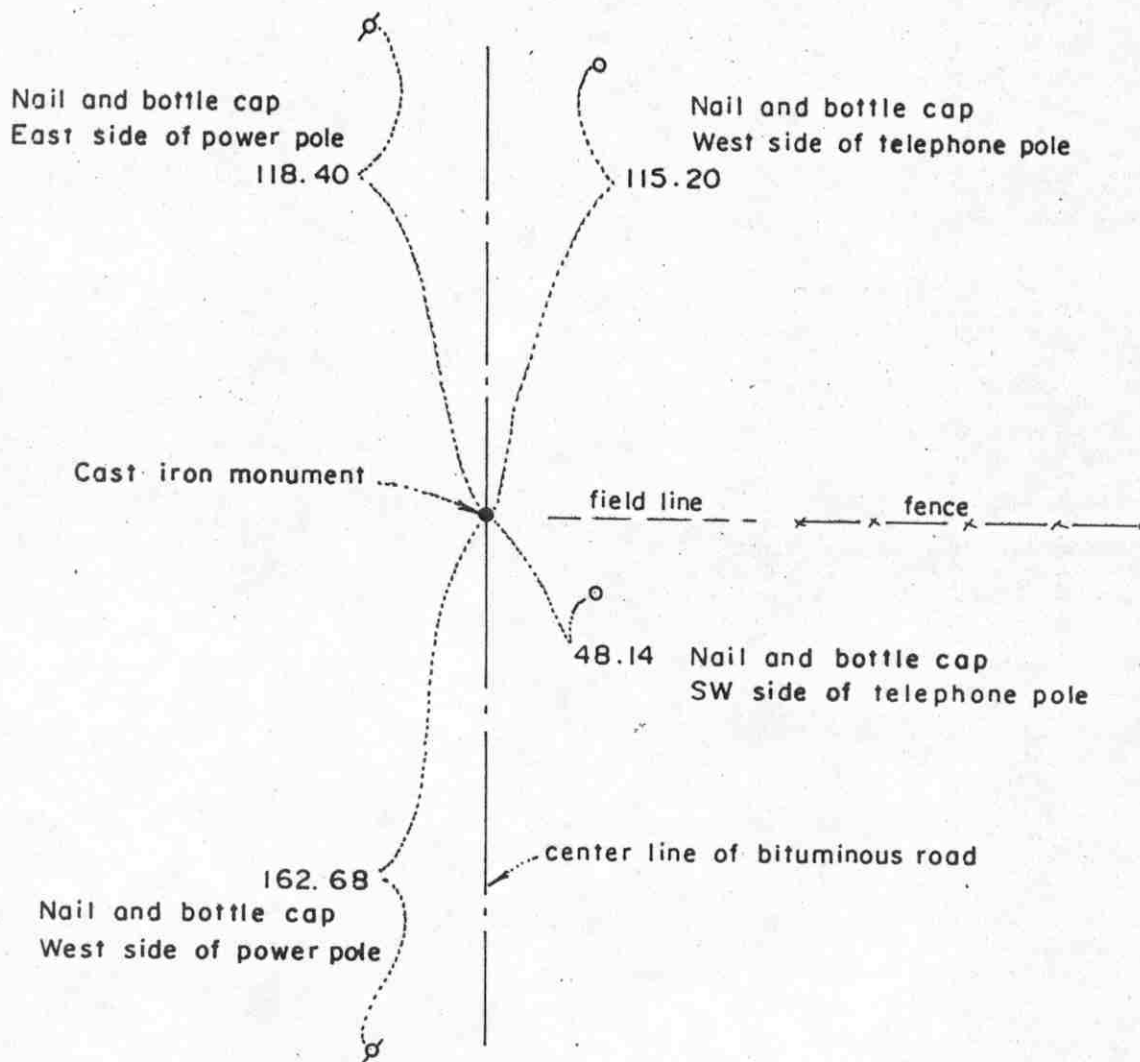 Nail and bottle cap
East side of power pole
118.40
Nail and bottle cap
West side of telephone pole
115.20
Cast iron monument
field line
fence
48.14
Nail and bottle cap
SW side of telephone pole
center line of bituminous road
162.68
Nail and bottle cap
West side of power pole